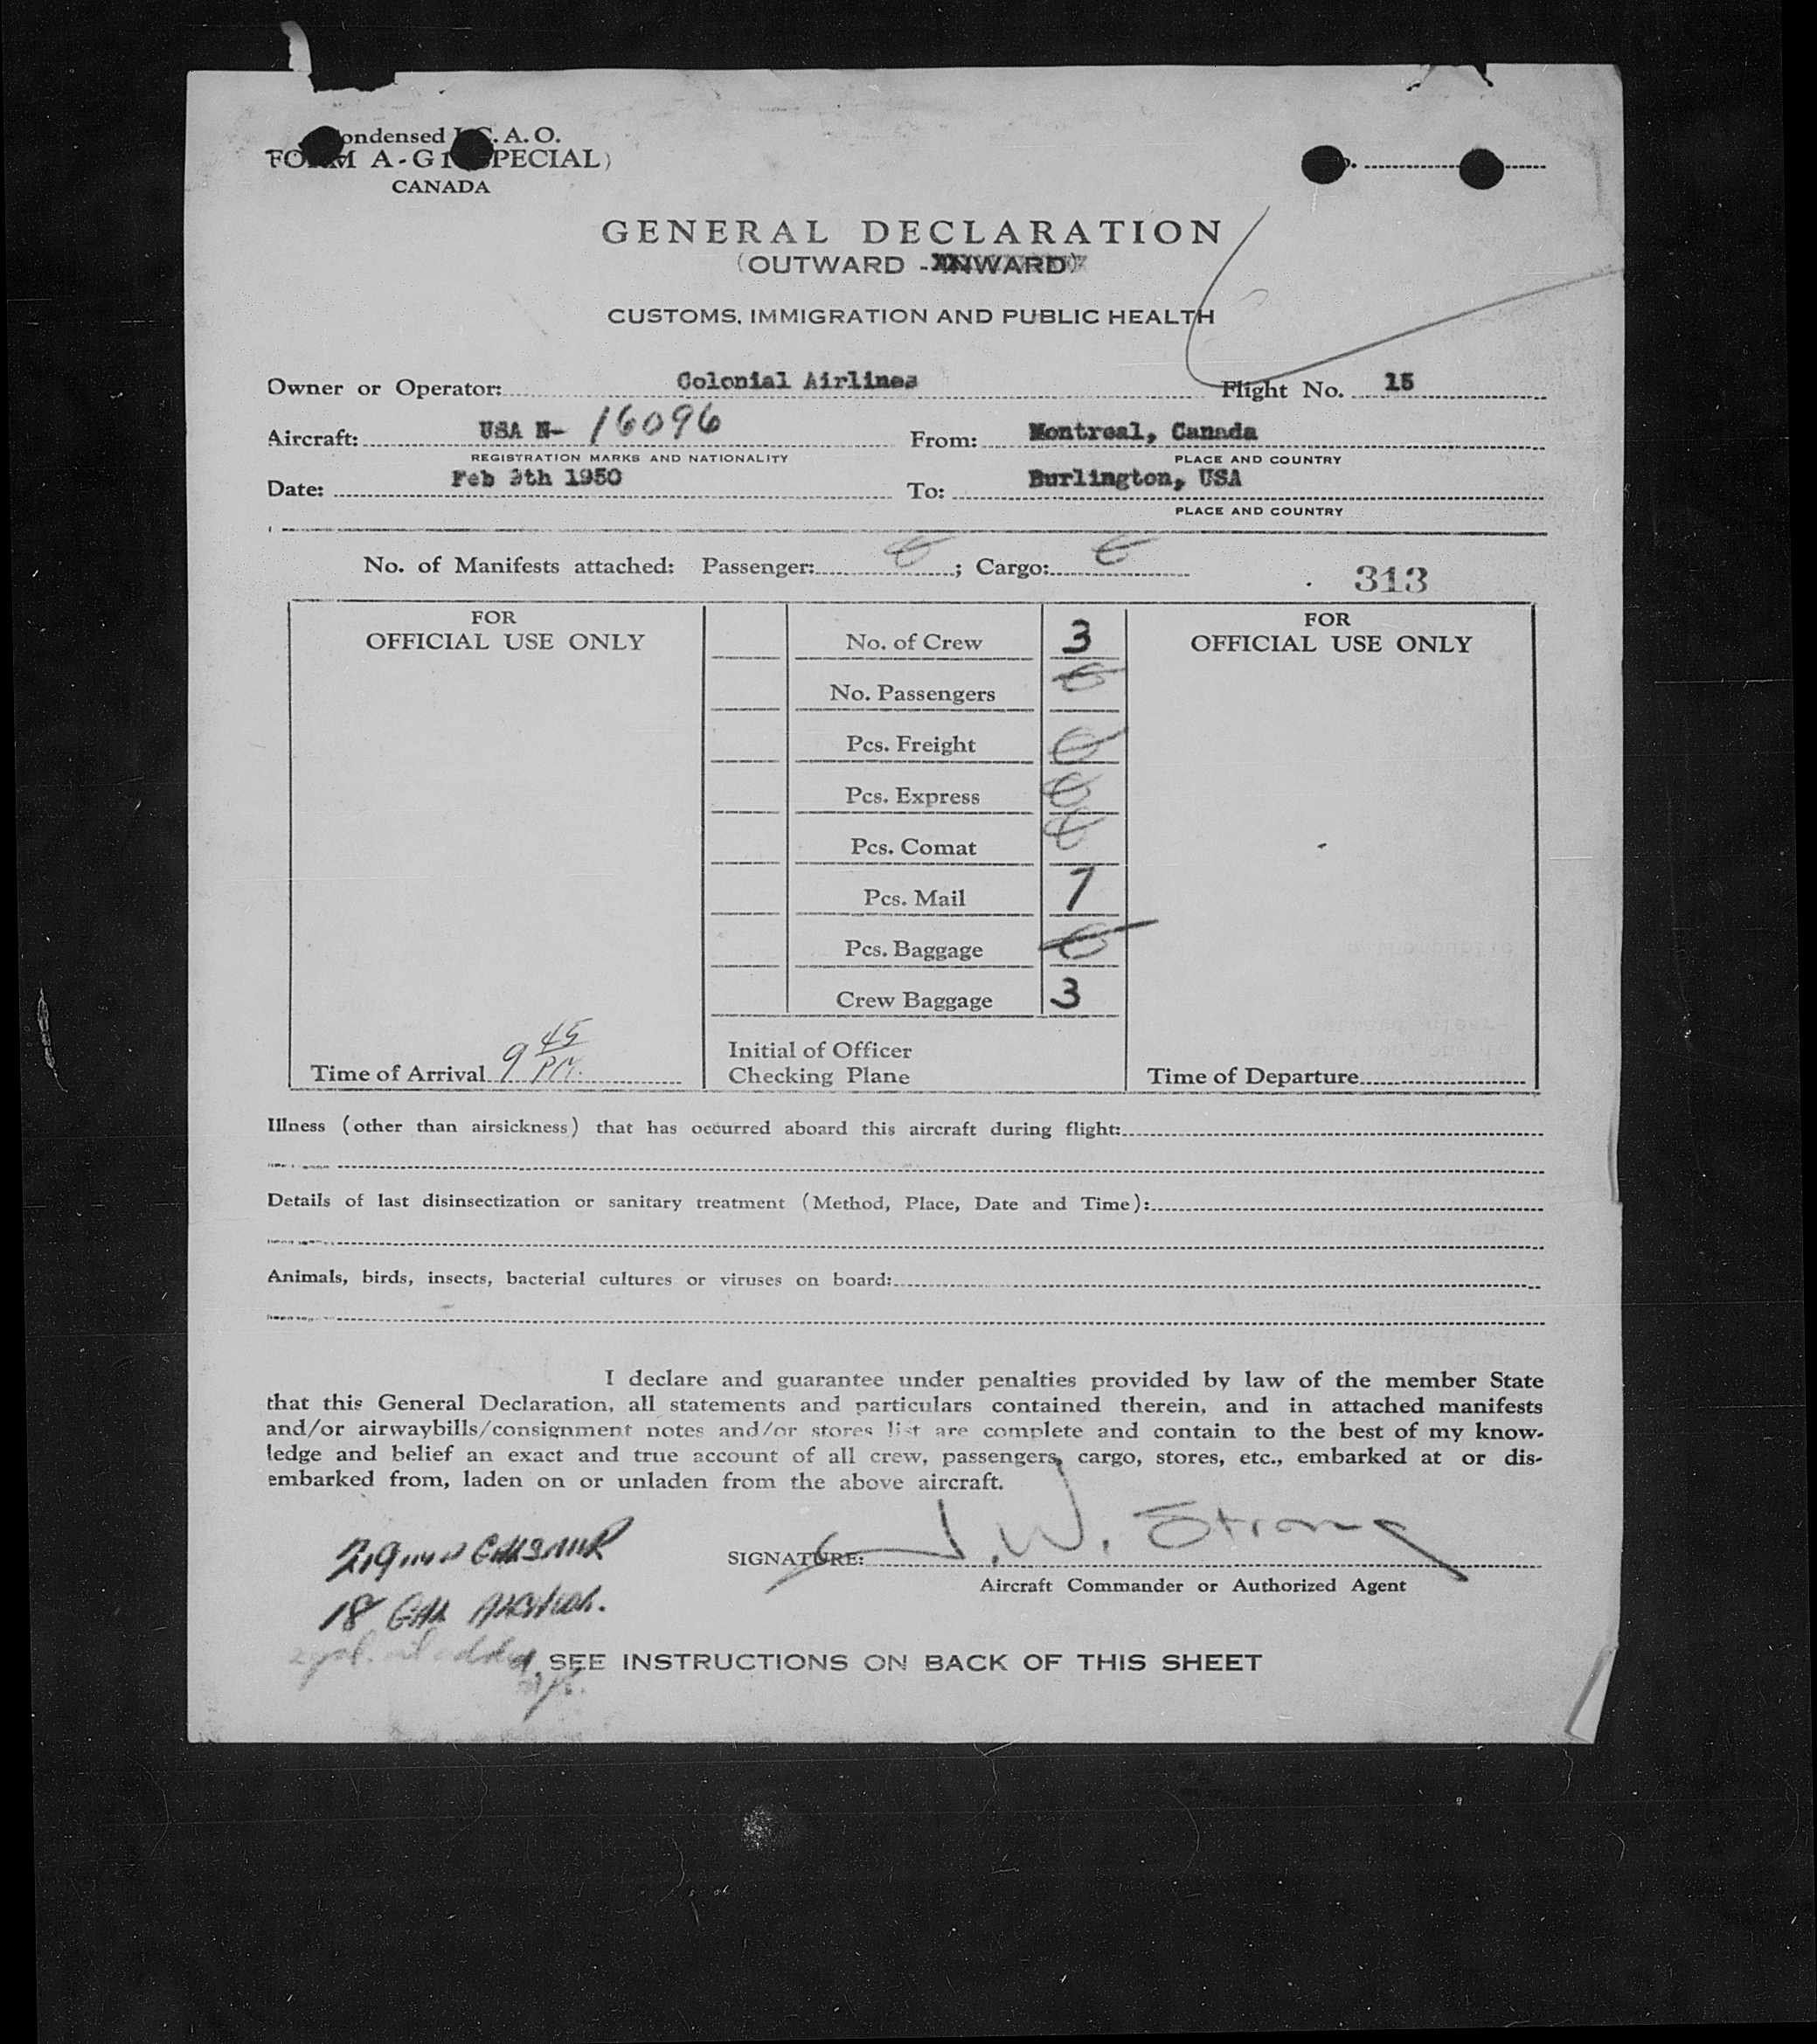 ondensed I.C.A.O.
FORM A-G1 (SPECIAL)
CANADA
GENERAL DECLARATION
(OUTWARD - XNWARD)
CUSTOMS, IMMIGRATION AND PUBLIC HEALTH
Owner or Operator: Colonial Airlines Flight No. 15
Aircraft: USA N- 16096 From: Montreal, Canada
REGISTRATION MARKS AND NATIONALITY PLACE AND COUNTRY
Date: Feb 9th 1950 To: Burlington, USA
PLACE AND COUNTRY
No. of Manifests attached: Passenger: 0; Cargo: 0
313
FOR
OFFICIAL USE ONLY
No. of Crew 3
No. Passengers 0
Pcs. Freight 0
Pcs. Express 0
Pcs. Comat 0
Pcs. Mail 7
Pcs. Baggage 0
Crew Baggage 3
Time of Arrival 9 45 PM.
Initial of Officer
Checking Plane
FOR
OFFICIAL USE ONLY
Time of Departure
Illness (other than airsickness) that has occurred aboard this aircraft during flight:
Details of last disinsectization or sanitary treatment (Method, Place, Date and Time):
Animals, birds, insects, bacterial cultures or viruses on board:
I declare and guarantee under penalties provided by law of the member State
that this General Declaration, all statements and particulars contained therein, and in attached manifests
and/or airwaybills/consignment notes and/or stores list are complete and contain to the best of my know-
ledge and belief an exact and true account of all crew, passengers, cargo, stores, etc., embarked at or dis-
embarked from, laden on or unladen from the above aircraft.
SIGNATURE: J.W. Strong
Aircraft Commander or Authorized Agent
18 Gal
SEE INSTRUCTIONS ON BACK OF THIS SHEET